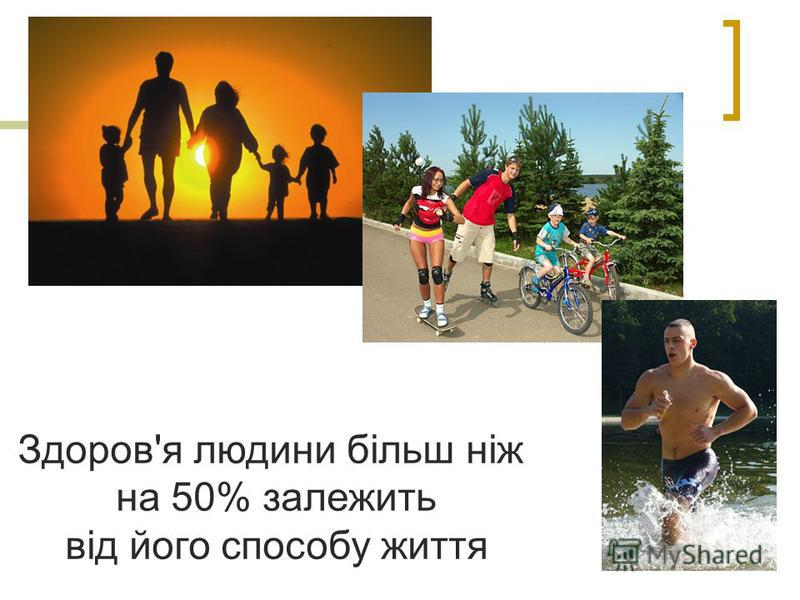 Здоров'я людини більш ніж
на 50% залежить
від його способу життя
MyShared